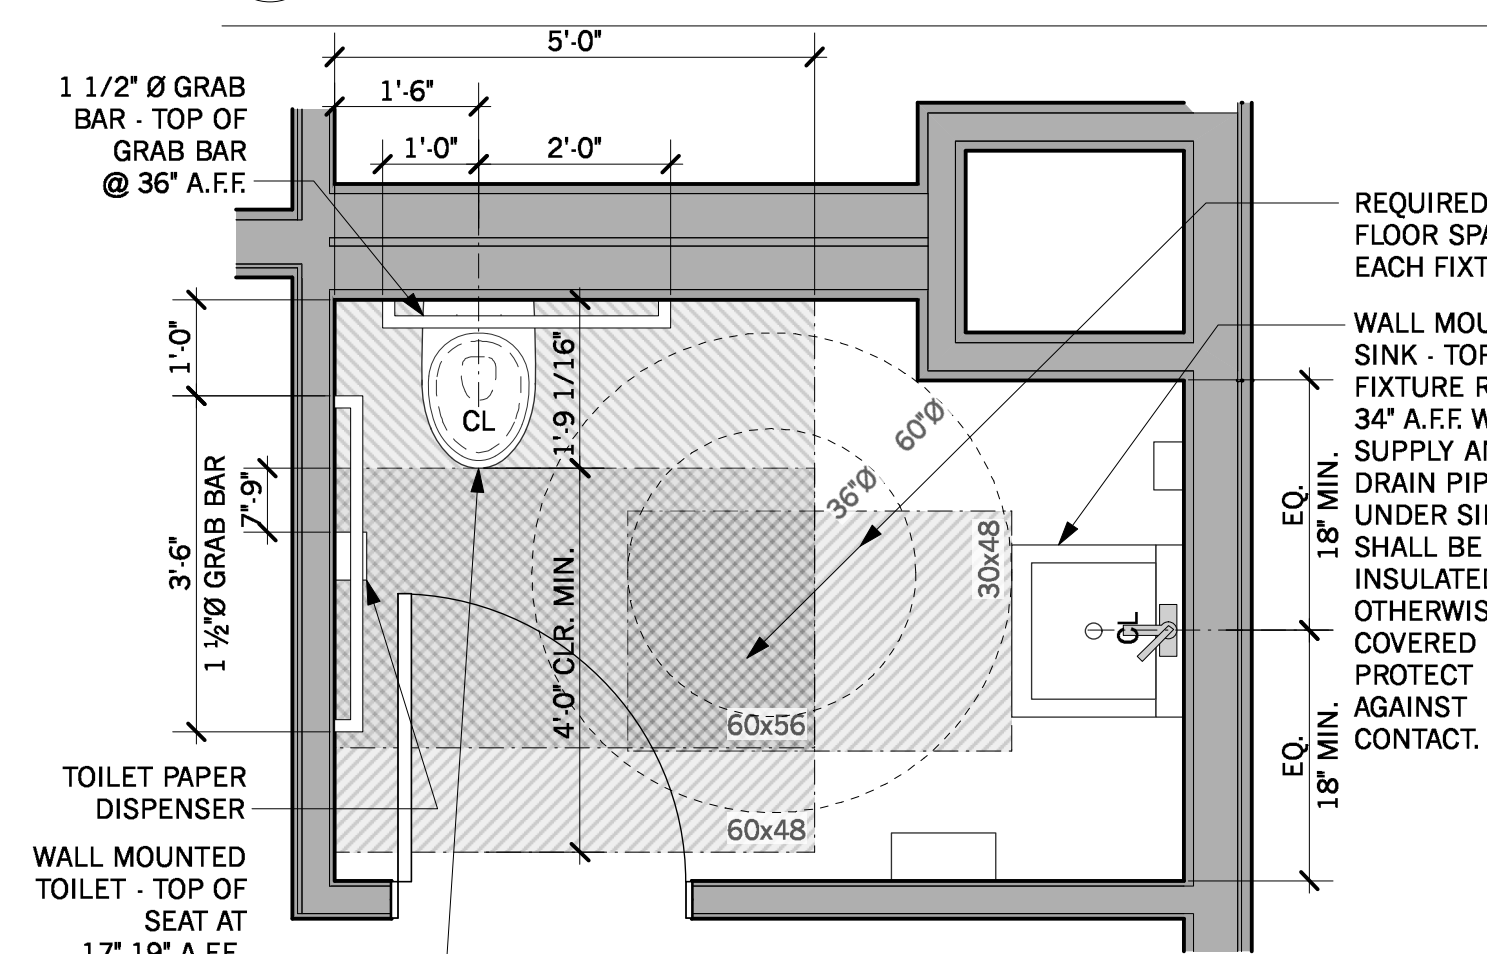 5'-0"
1'-6"
1'-0"
2'-0"
1 1/2" Ø GRAB
BAR - TOP OF
GRAB BAR
@ 36" A.F.F.
1'-0"
3'-6"
1 ½"Ø GRAB BAR
7"-9"
TOILET PAPER
DISPENSER
WALL MOUNTED
TOILET - TOP OF
SEAT AT
17"-19" A.F.F.
CL
1'-9 1/16"
4'-0" CLR. MIN.
60"Ø
36"Ø
30x48
60x56
60x48
CL
EQ.
18" MIN.
EQ.
18" MIN.
REQUIRED
FLOOR SPA
EACH FIXT
WALL MOU
SINK - TOP
FIXTURE R
34" A.F.F. W
SUPPLY AN
DRAIN PIP
UNDER SIN
SHALL BE
INSULATED
OTHERWIS
COVERED
PROTECT
AGAINST
CONTACT.